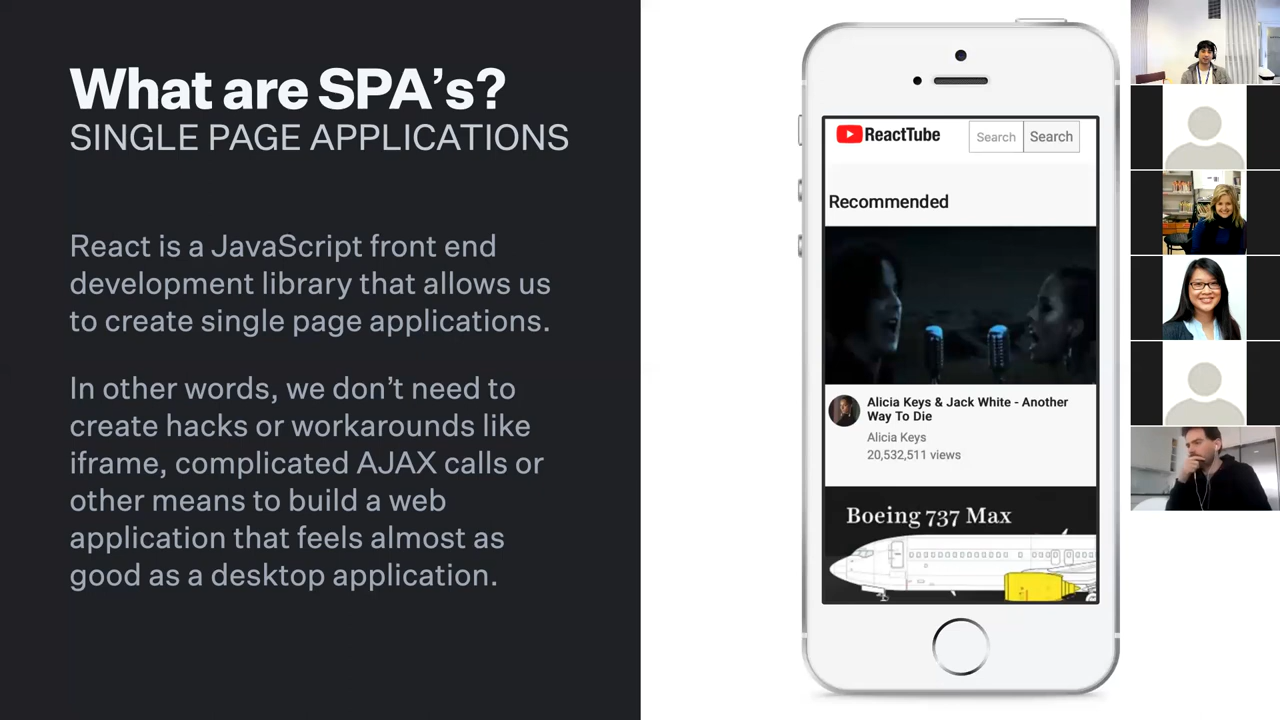 What are SPA’s?
SINGLE PAGE APPLICATIONS
React is a JavaScript front end
development library that allows us
to create single page applications.
In other words, we don’t need to
create hacks or workarounds like
iframe, complicated AJAX calls or
other means to build a web
application that feels almost as
good as a desktop application.
ReactTube
Search
Search
Recommended
Alicia Keys & Jack White - Another
Way To Die
Alicia Keys
20,532,511 views
Boeing 737 Max